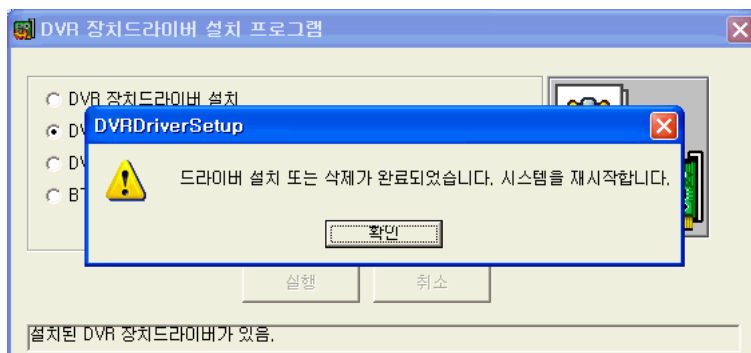 DVR 장치드라이버 설치 프로그램
DVR 장치드라이버 설치
DVRDriverSetup
드라이버 설치 또는 삭제가 완료되었습니다. 시스템을 재시작합니다.
확인
실행
취소
설치된 DVR 장치드라이버가 있음.